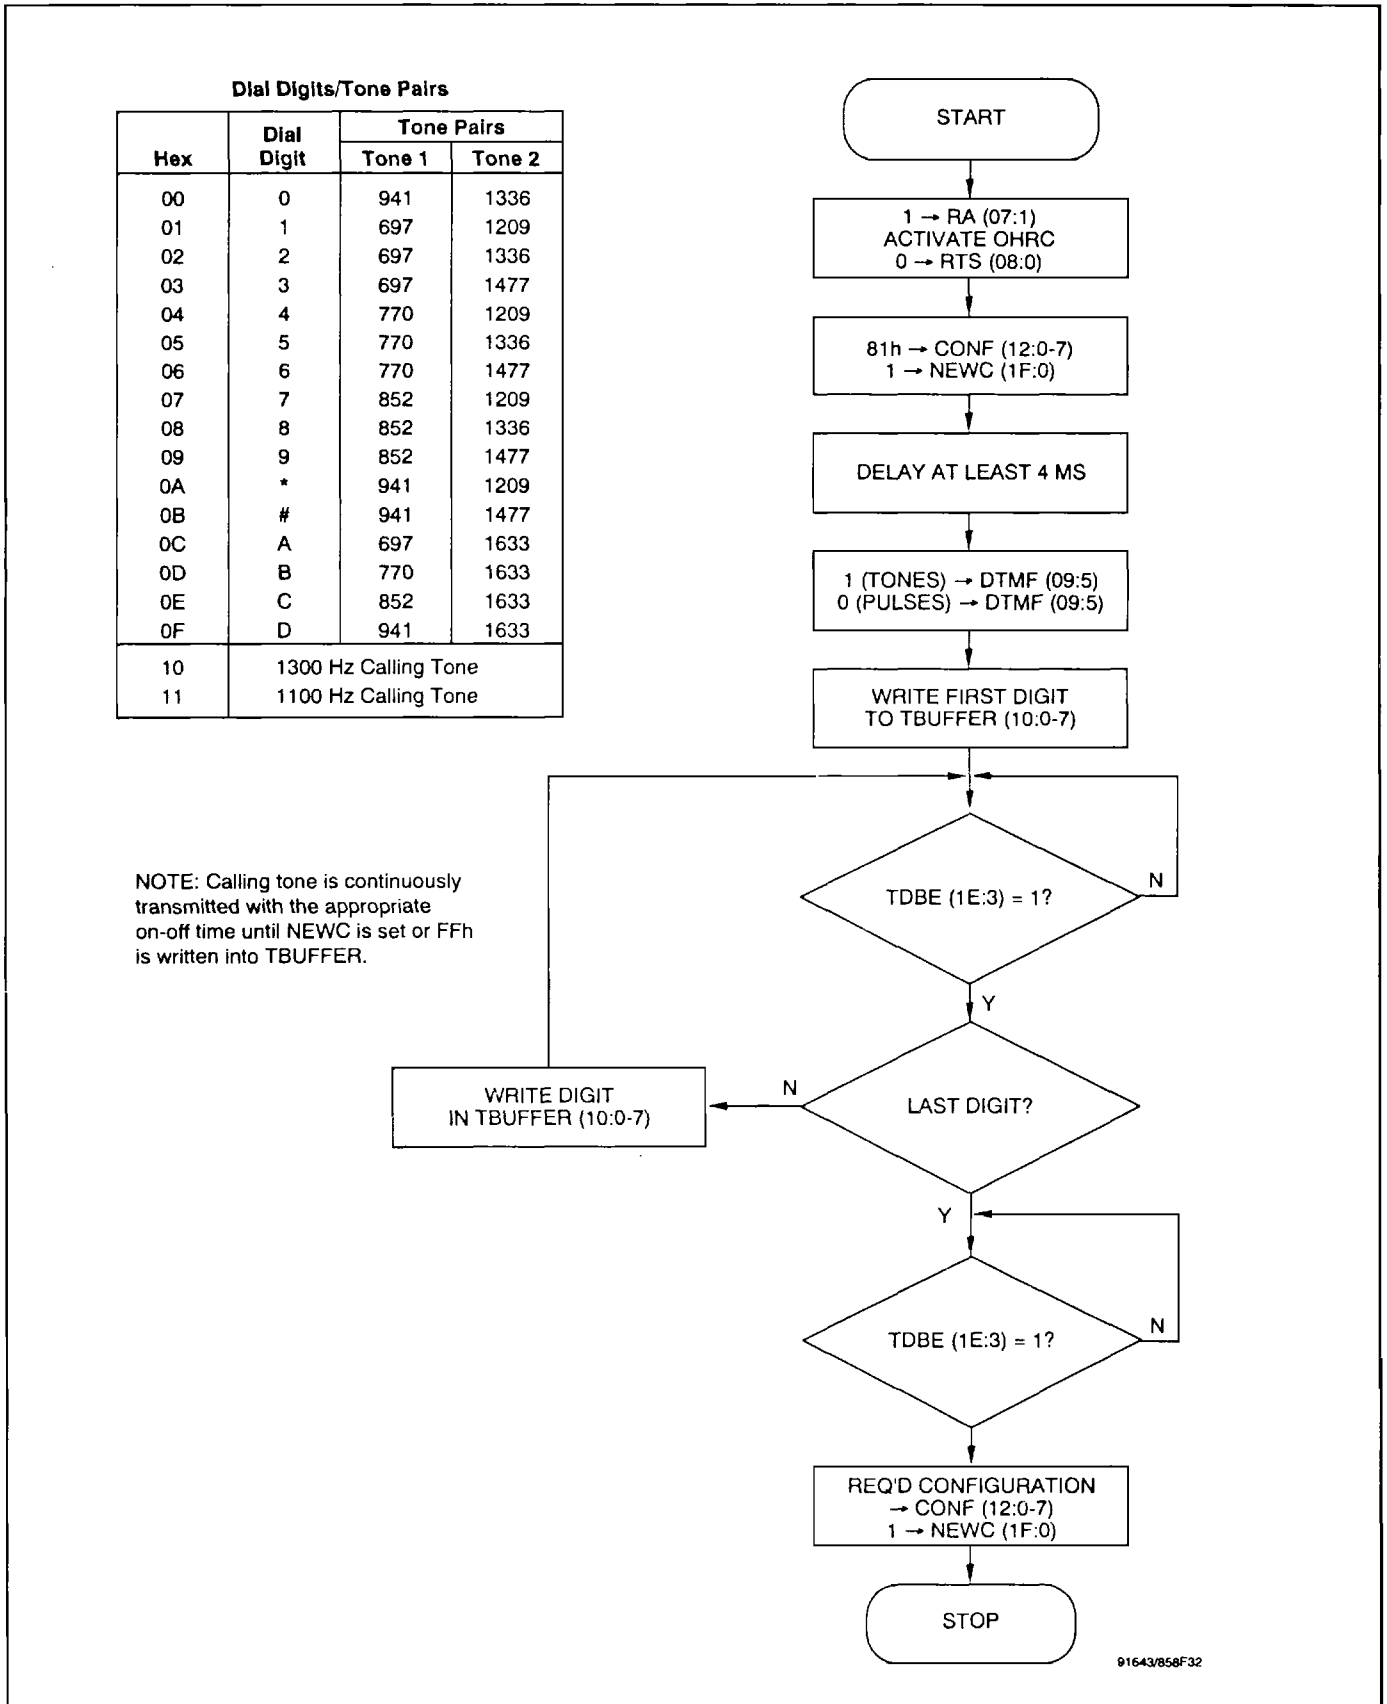 Dial Digits/Tone Pairs
Hex Dial Digit Tone Pairs
Tone 1 Tone 2
00 0 941 1336
01 1 697 1209
02 2 697 1336
03 3 697 1477
04 4 770 1209
05 5 770 1336
06 6 770 1477
07 7 852 1209
08 8 852 1336
09 9 852 1477
0A * 941 1209
0B # 941 1477
0C A 697 1633
0D B 770 1633
0E C 852 1633
0F D 941 1633
10 1300 Hz Calling Tone
11 1100 Hz Calling Tone
NOTE: Calling tone is continuously
transmitted with the appropriate
on-off time until NEWC is set or FFh
is written into TBUFFER.
START
1 → RA (07:1)
ACTIVATE OHRC
0 → RTS (08:0)
81h → CONF (12:0-7)
1 → NEWC (1F:0)
DELAY AT LEAST 4 MS
1 (TONES) → DTMF (09:5)
0 (PULSES) → DTMF (09:5)
WRITE FIRST DIGIT
TO TBUFFER (10:0-7)
TDBE (1E:3) = 1?
N
Y
LAST DIGIT?
N
WRITE DIGIT
IN TBUFFER (10:0-7)
Y
TDBE (1E:3) = 1?
N
REQ'D CONFIGURATION
→ CONF (12:0-7)
1 → NEWC (1F:0)
STOP
91643/858F32